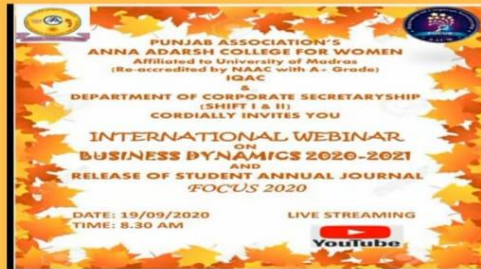 PUNJAB ASSOCIATION'S
ANNA ADARSH COLLEGE FOR WOMEN
Affiliated to University of Madras
(Re-accredited by NAAC with A- Grade)
IQAC
&
DEPARTMENT OF CORPORATE SECRETARYSHIP
(SHIFT I & II)
CORDIALLY INVITES YOU
INTERNATIONAL WEBINAR
ON
BUSINESS DYNAMICS 2020-2021
AND
RELEASE OF STUDENT ANNUAL JOURNAL
FOCUS 2020
DATE: 19/09/2020
TIME: 8.30 AM
LIVE STREAMING
YouTube